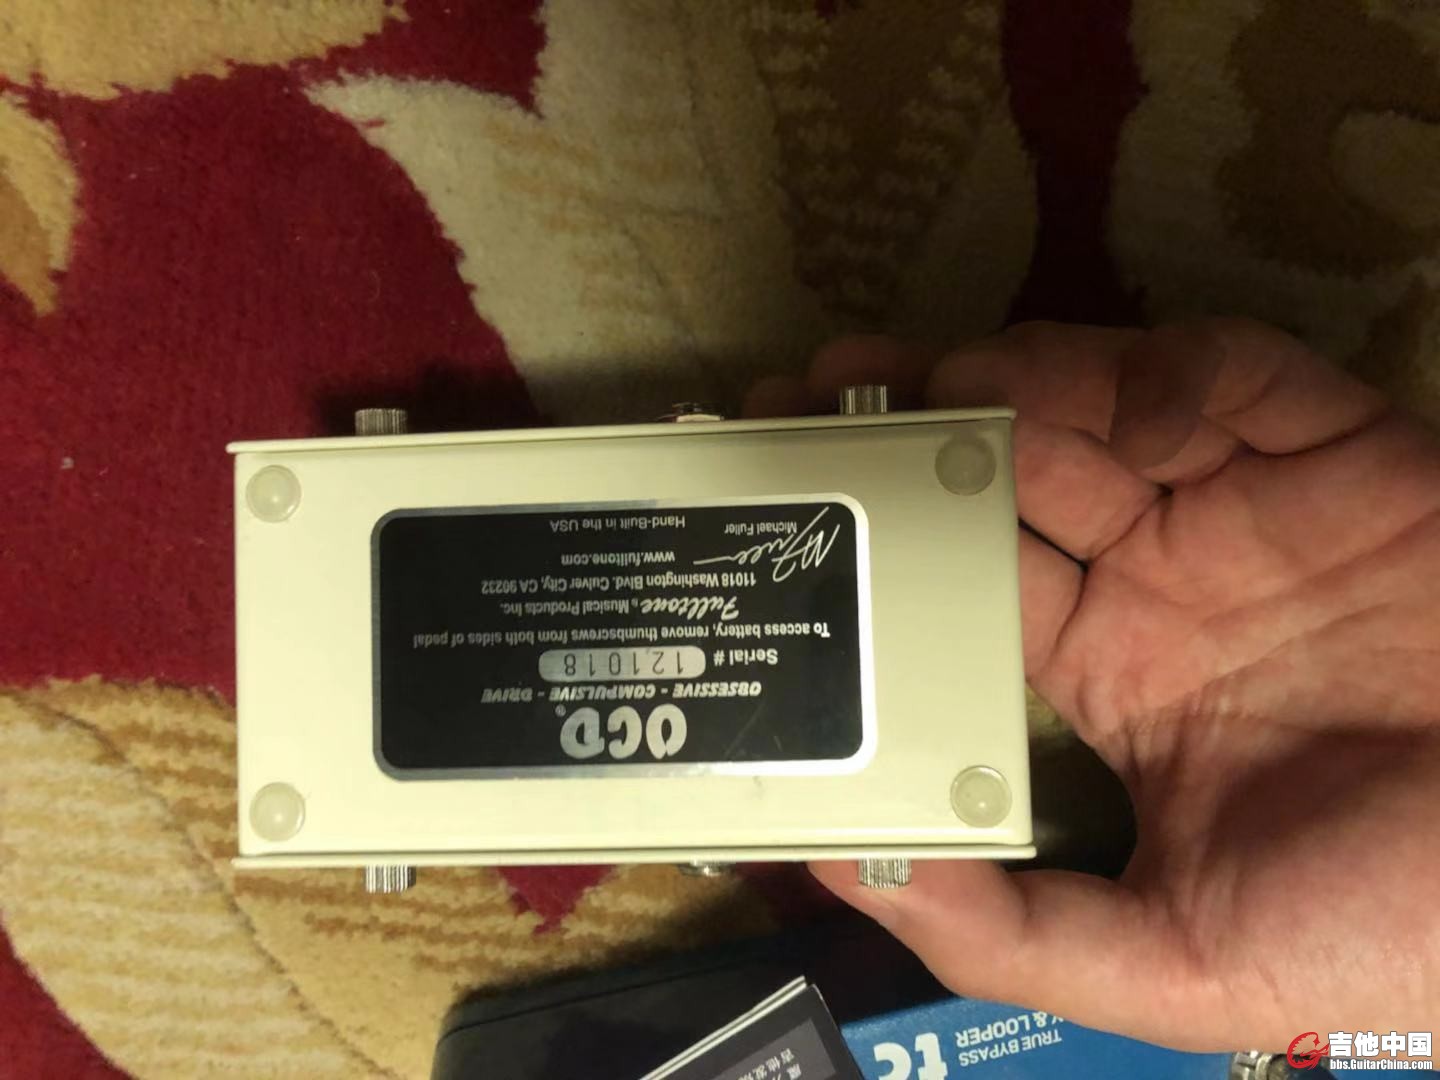 OCD®
OBSESSIVE - COMPULSIVE - DRIVE
Serial # 121018
To access battery, remove thumbscrews from both sides of pedal
Fulltone® Musical Products Inc.
11018 Washington Blvd. Culver City, CA 90232
www.fulltone.com
Michael Fuller
Hand-Built in the USA
tc
TRUE BYPASS
& LOOPER
吉他中国
bbs.GuitarChina.com